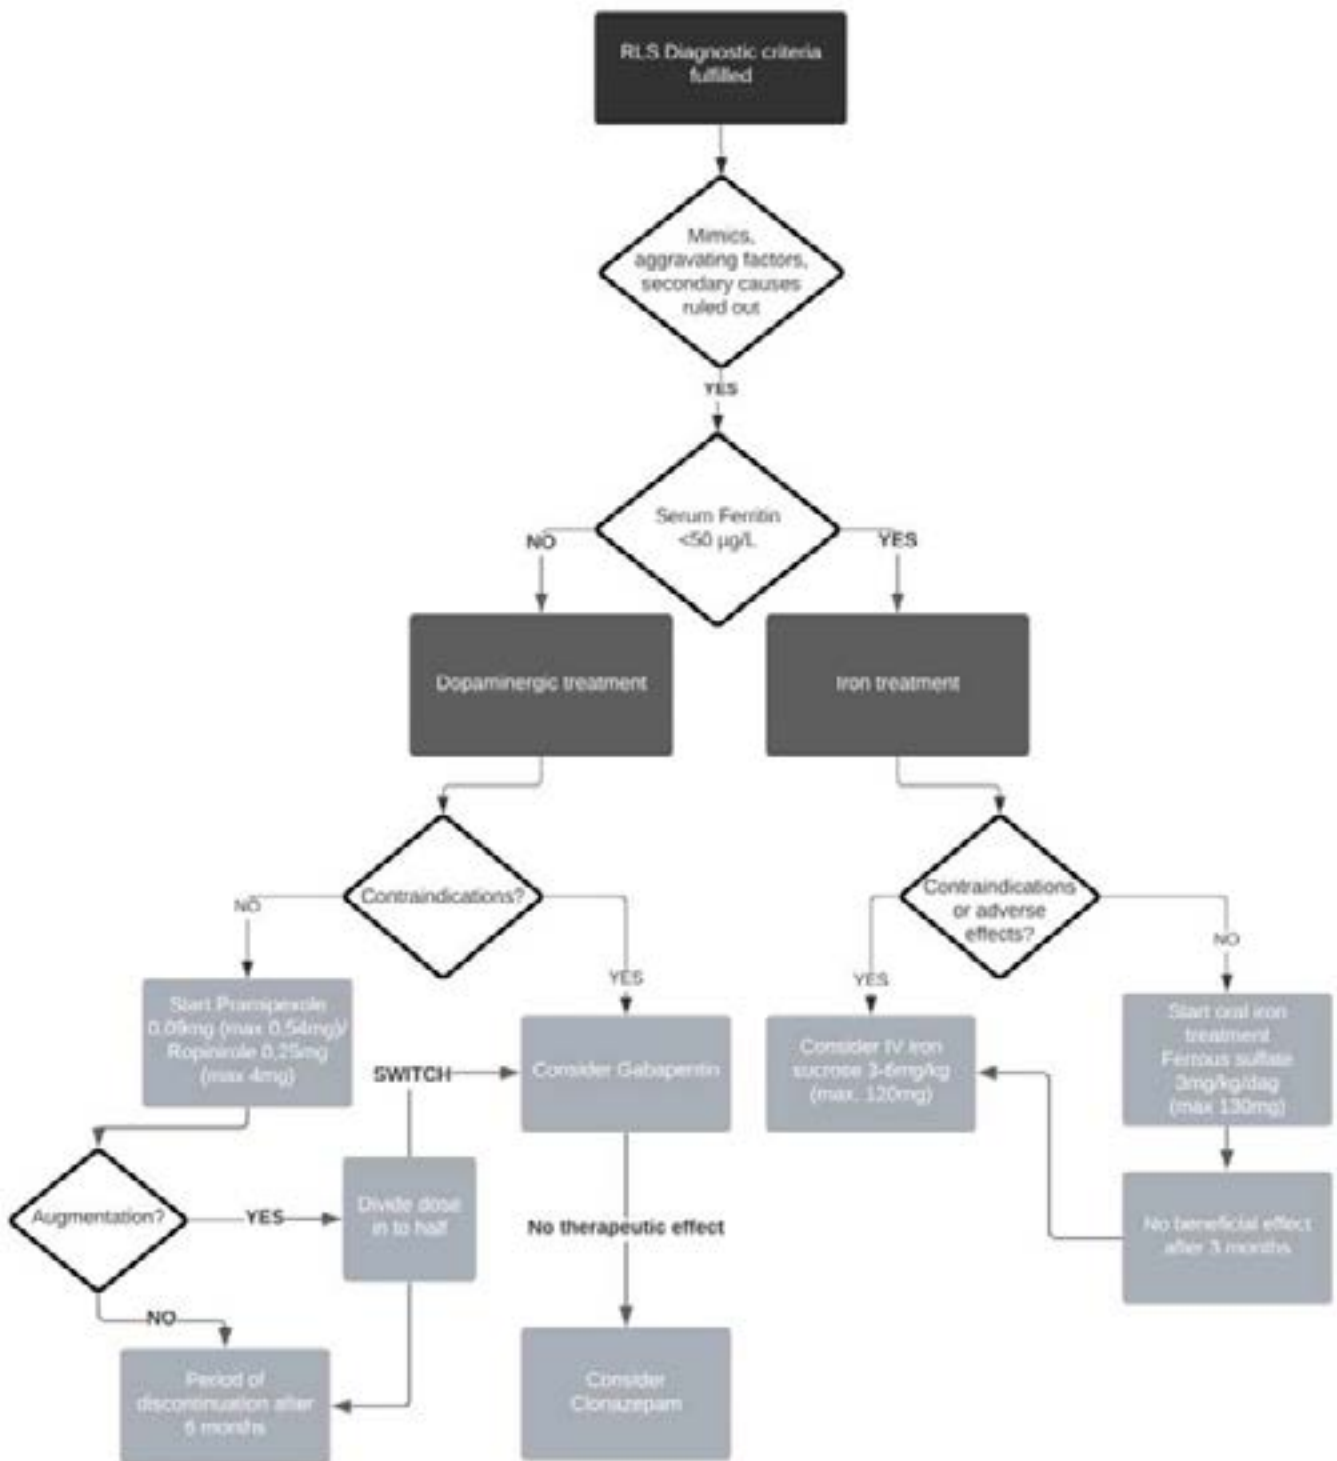 RLS Diagnostic criteria
fulfilled
Mimics,
aggravating factors,
secondary causes
ruled out
YES
Serum Ferritin
<50 µg/L
NO
YES
Dopaminergic treatment
Iron treatment
Contraindications?
NO
YES
Contraindications
or adverse
effects?
YES
NO
Start Pramipexole
0.09mg (max 0.54mg)/
Ropinirole 0,25mg
(max 4mg)
SWITCH
Consider Gabapentin
Consider IV iron
sucrose 3-6mg/kg
(max. 120mg)
Start oral iron
treatment
Ferrous sulfate
3mg/kg/dag
(max 130mg)
Augmentation?
YES
Divide dose
in to half
No therapeutic effect
No beneficial effect
after 3 months
NO
Period of
discontinuation after
6 months
Consider
Clonazepam